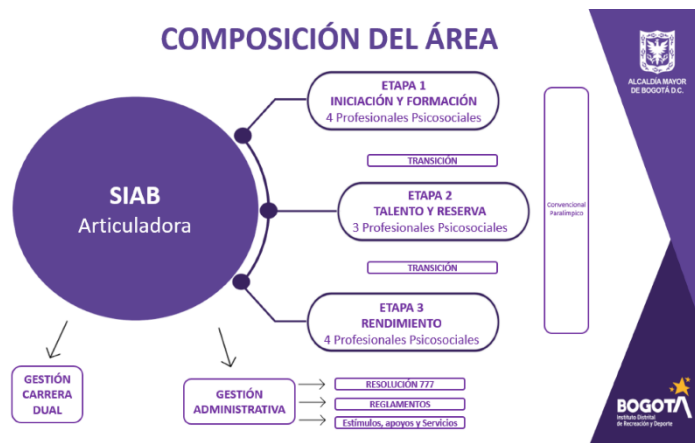 COMPOSICIÓN DEL ÁREA
ALCALDÍA MAYOR
DE BOGOTÁ D.C.
SIAB
Articuladora
ETAPA 1
INICIACIÓN Y FORMACIÓN
4 Profesionales Psicosociales
TRANSICIÓN
ETAPA 2
TALENTO Y RESERVA
3 Profesionales Psicosociales
TRANSICIÓN
ETAPA 3
RENDIMIENTO
4 Profesionales Psicosociales
Convencional
Paralímpico
GESTIÓN
CARRERA
DUAL
GESTIÓN
ADMINISTRATIVA
RESOLUCIÓN 777
REGLAMENTOS
Estímulos, apoyos y Servicios
BOGOTÁ
Instituto Distrital
de Recreación y Deporte